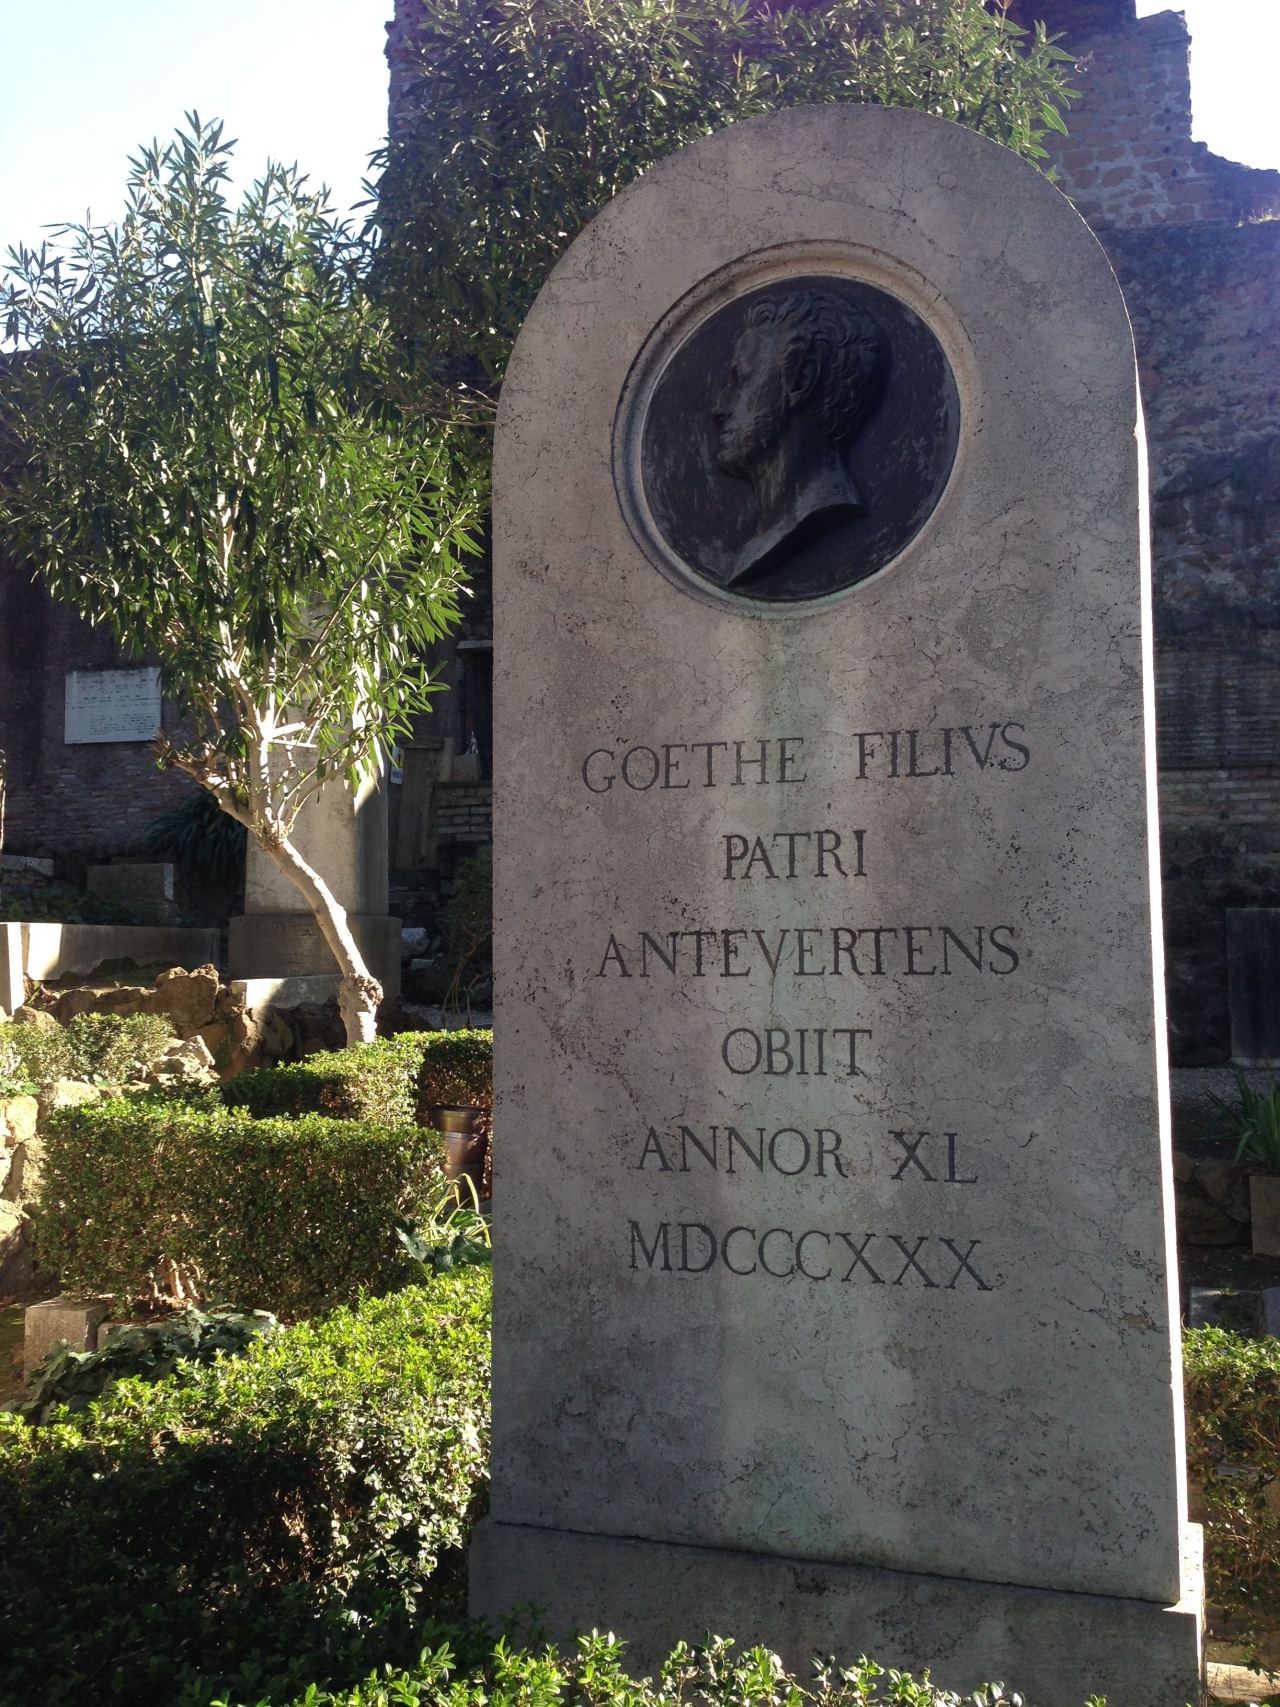 GOETHE FILIVS
PATRI
ANTEVERTENS
OBIIT
ANNOR XL
MDCCCXXX